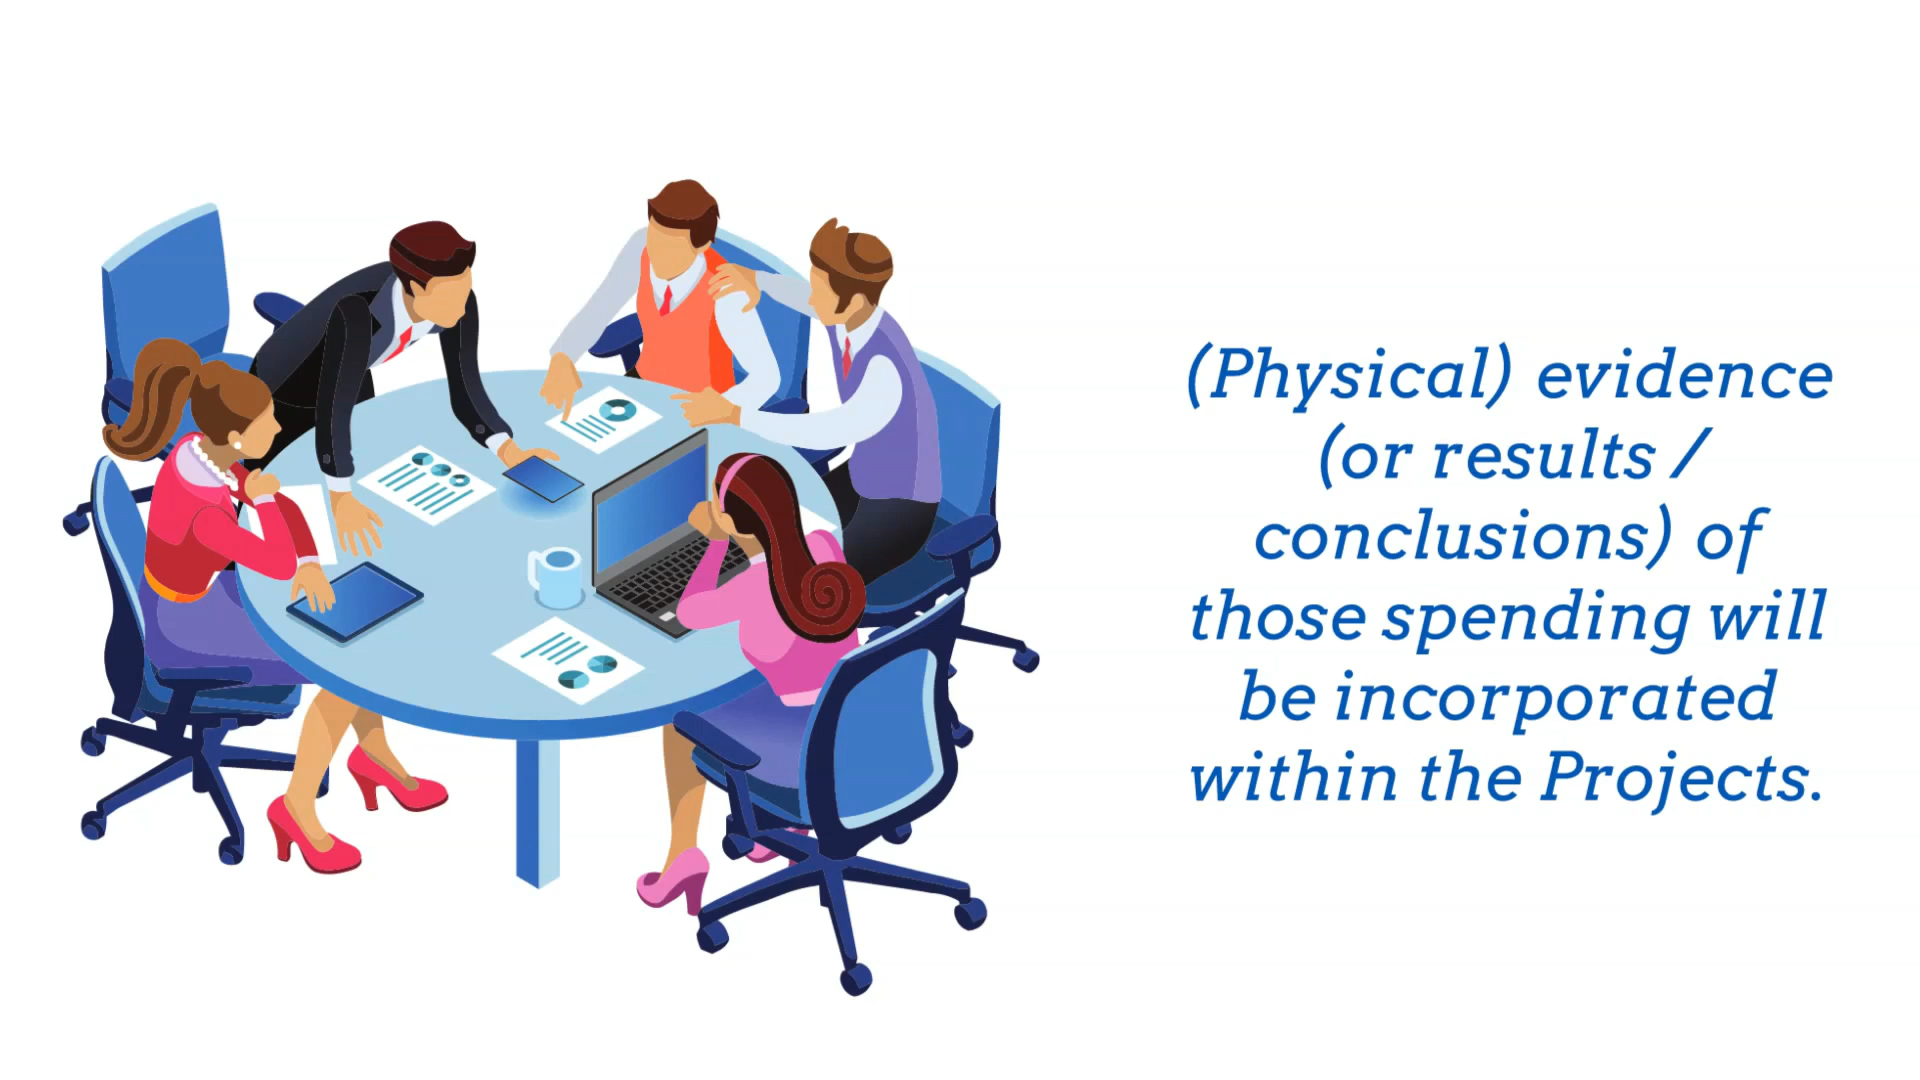 (Physical) evidence
(or results /
conclusions) of
those spending will
be incorporated
within the Projects.